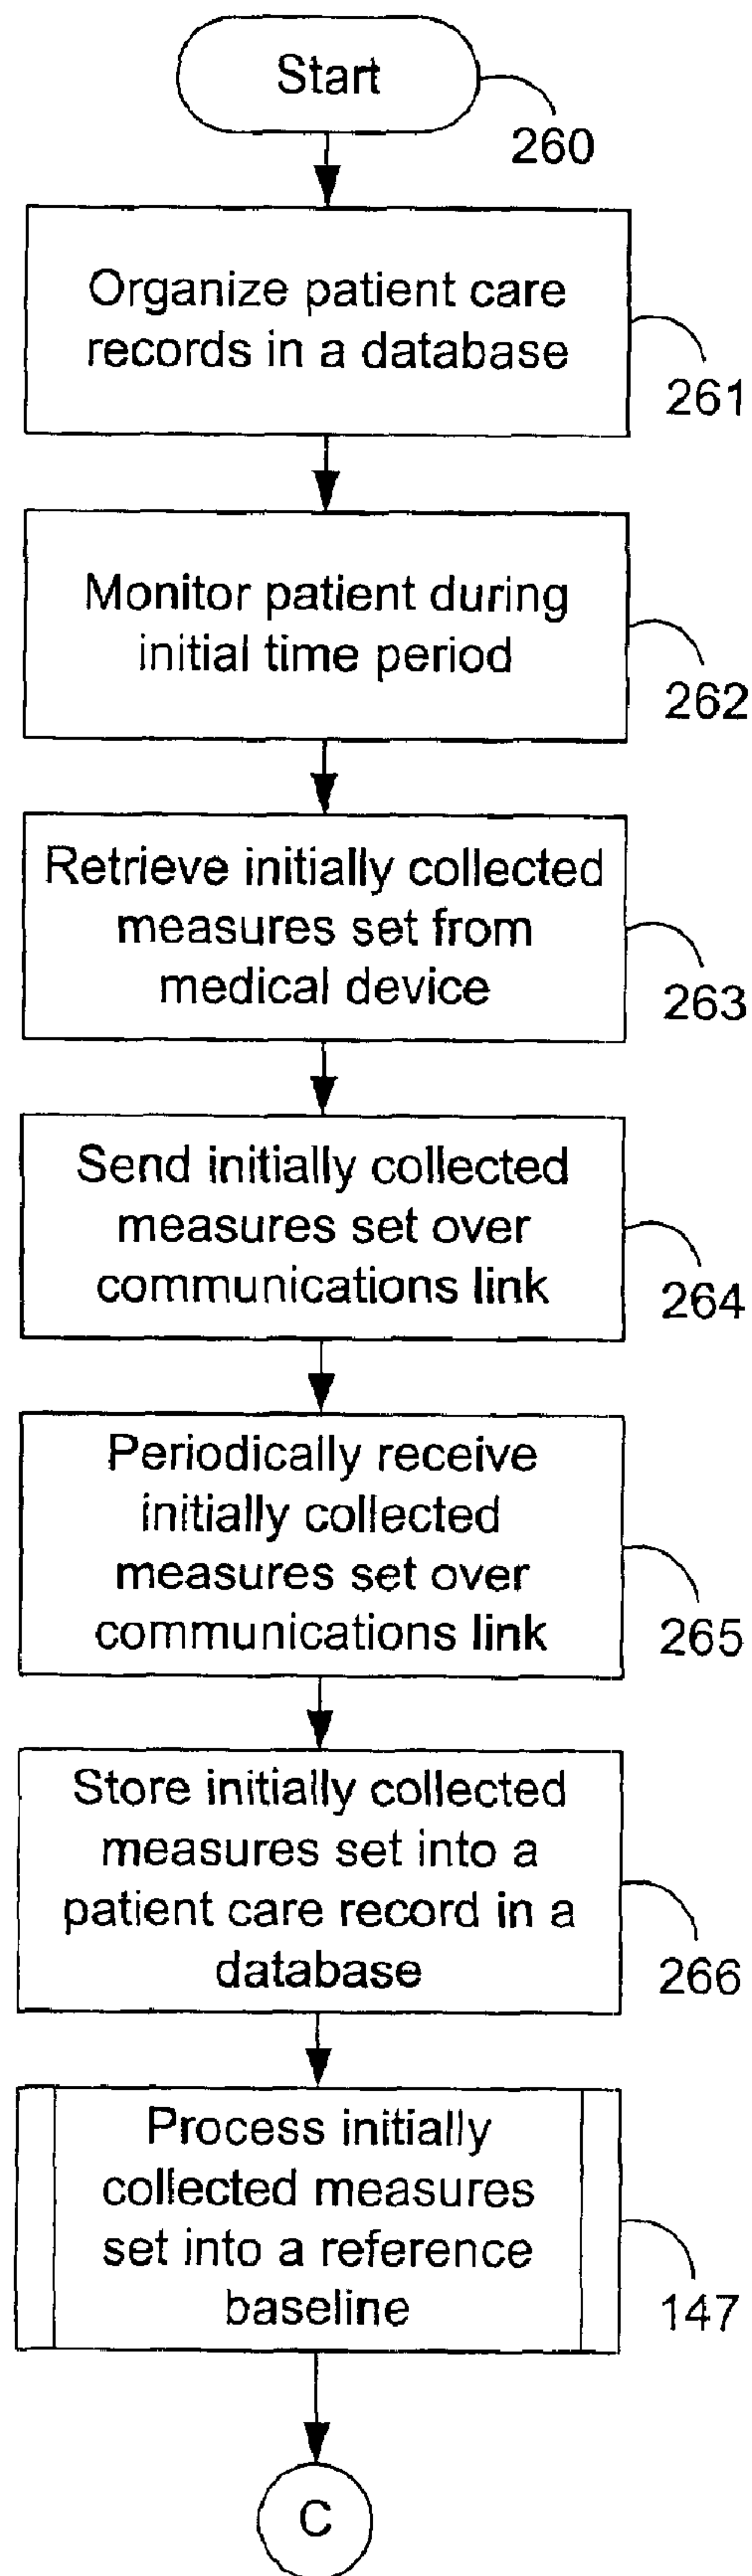 Start
260
Organize patient care
records in a database
261
Monitor patient during
initial time period
262
Retrieve initially collected
measures set from
medical device
263
Send initially collected
measures set over
communications link
264
Periodically receive
initially collected
measures set over
communications link
265
Store initially collected
measures set into a
patient care record in a
database
266
Process initially
collected measures
set into a reference
baseline
147
C